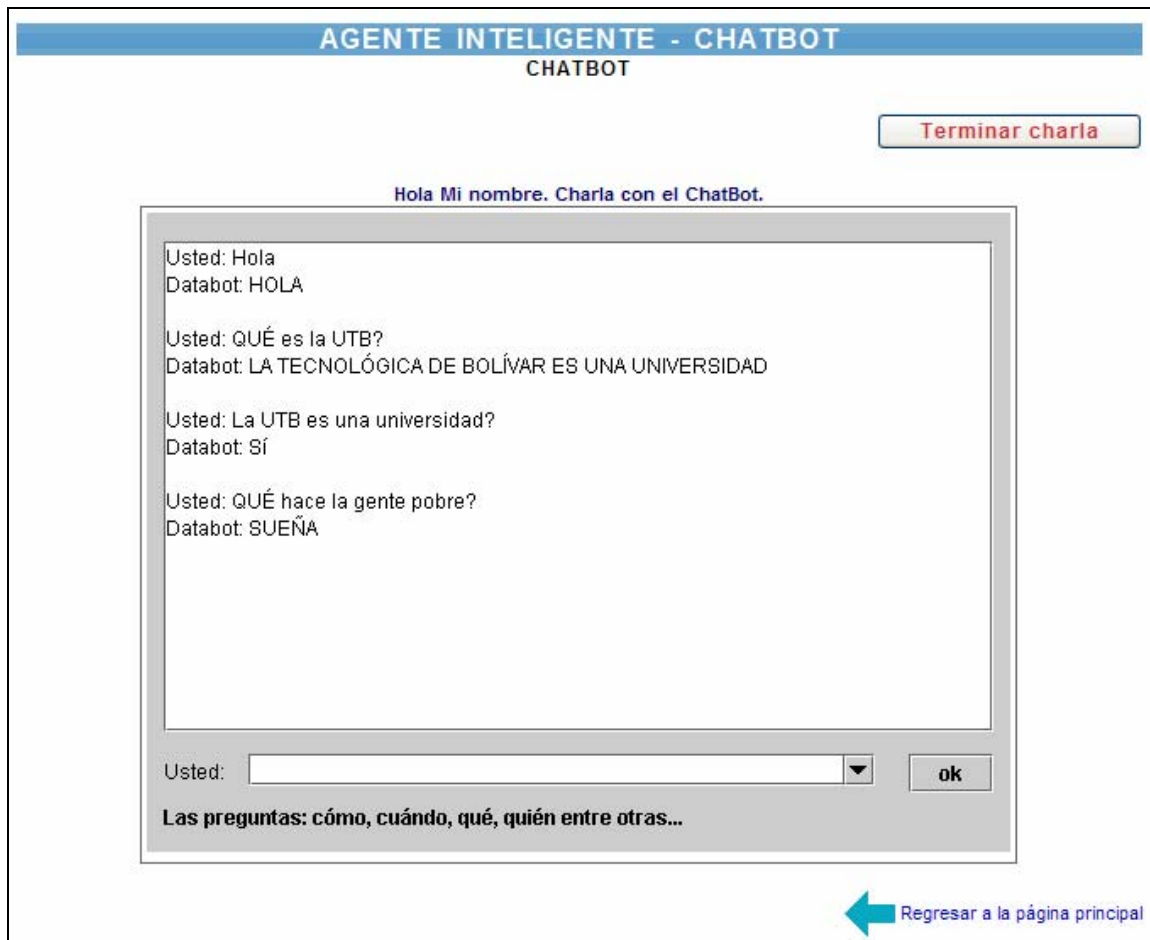 AGENTE INTELIGENTE - CHATBOT
CHATBOT
Terminar charla
Hola Mi nombre. Charla con el ChatBot.
Usted: Hola
Databot: HOLA
Usted: QUÉ es la UTB?
Databot: LA TECNOLÓGICA DE BOLÍVAR ES UNA UNIVERSIDAD
Usted: La UTB es una universidad?
Databot: Sí
Usted: QUÉ hace la gente pobre?
Databot: SUEÑA
Usted:
ok
Las preguntas: cómo, cuándo, qué, quién entre otras...
Regresar a la página principal